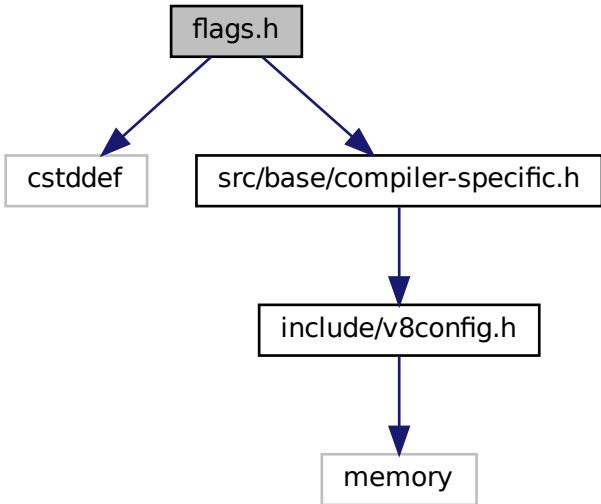 flags.h
cstddef
src/base/compiler-specific.h
include/v8config.h
memory